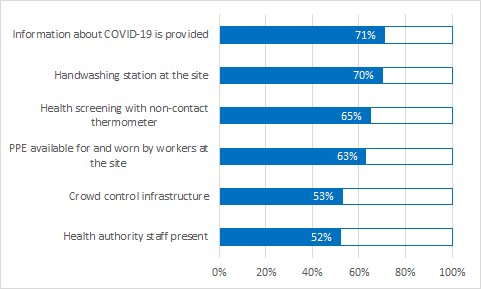 Information about COVID-19 is provided
71%
Handwashing station at the site
70%
Health screening with non-contact
thermometer
65%
PPE available for and worn by workers at
the site
63%
Crowd control infrastructure
53%
Health authority staff present
52%
0% 20% 40% 60% 80% 100%